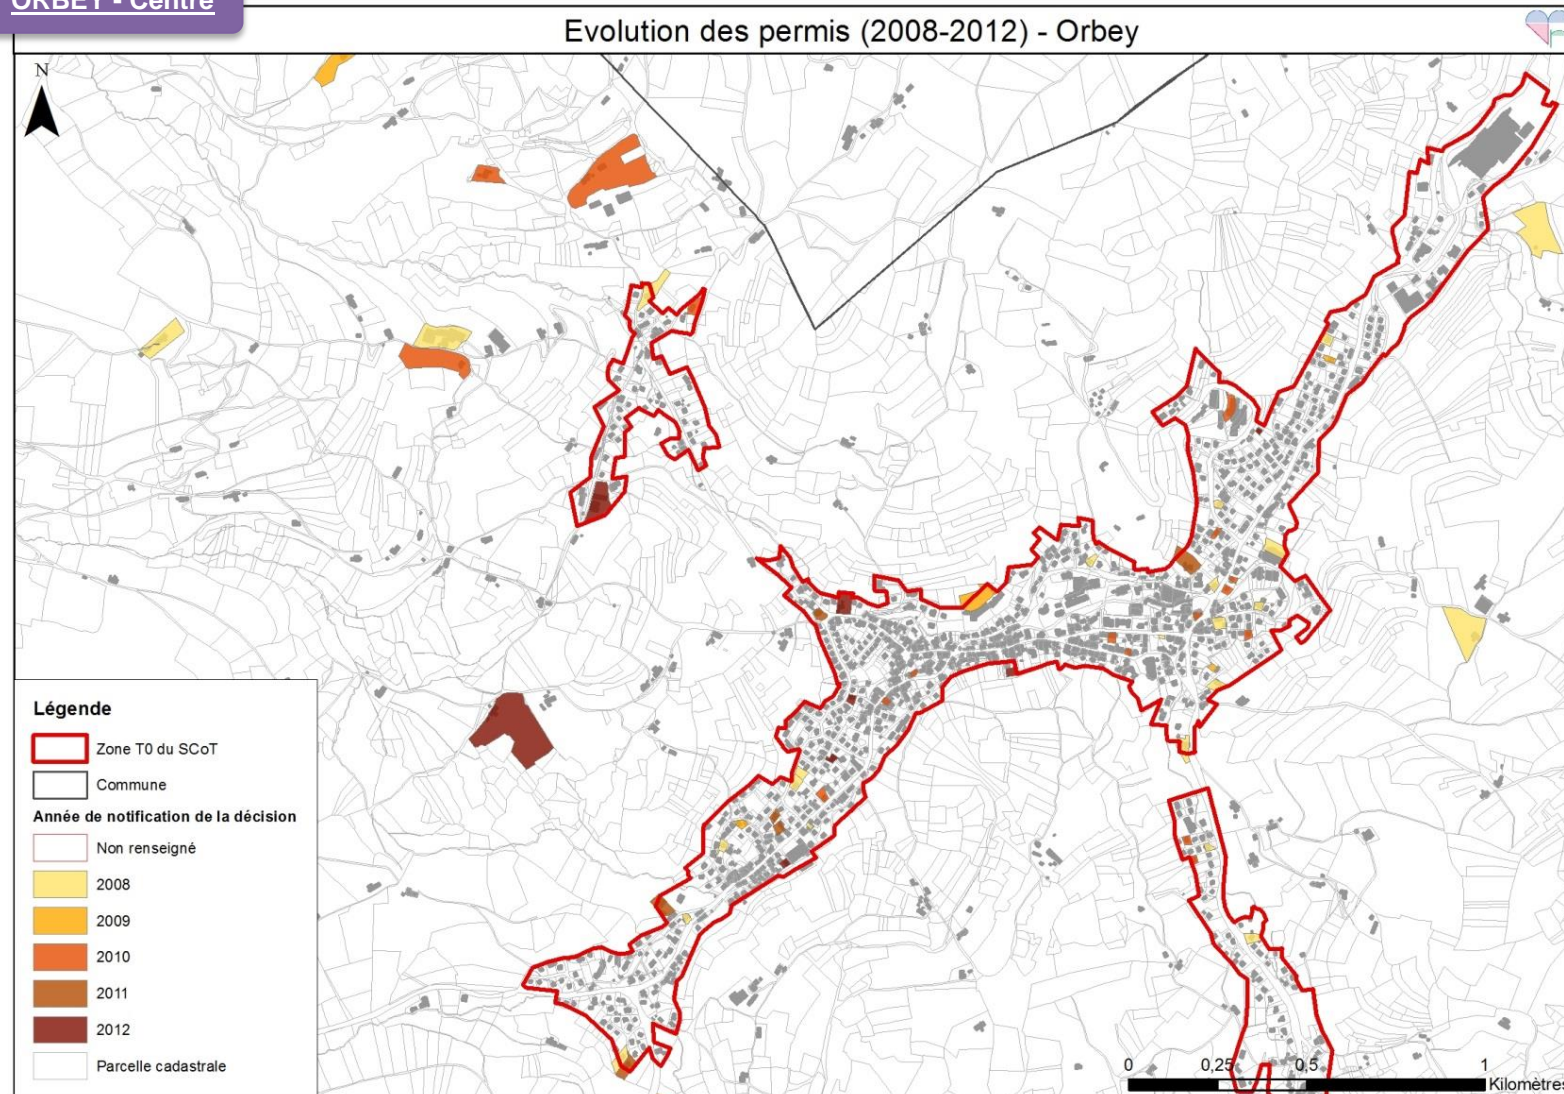 ORBEY - Centre
Evolution des permis (2008-2012) - Orbey
N
Légende
Zone T0 du SCoT
Commune
Année de notification de la décision
Non renseigné
2008
2009
2010
2011
2012
Parcelle cadastrale
0 0,25 0,5 1
Kilomètres